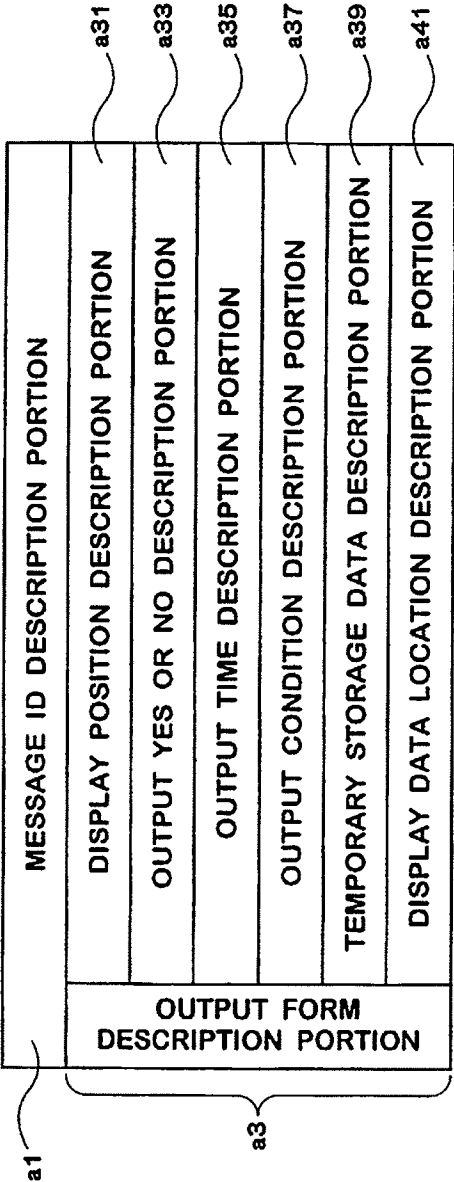 a1
MESSAGE ID DESCRIPTION PORTION
a3
OUTPUT FORM
DESCRIPTION PORTION
DISPLAY POSITION DESCRIPTION PORTION
a31
OUTPUT YES OR NO DESCRIPTION PORTION
a33
OUTPUT TIME DESCRIPTION PORTION
a35
OUTPUT CONDITION DESCRIPTION PORTION
a37
TEMPORARY STORAGE DATA DESCRIPTION PORTION
a39
DISPLAY DATA LOCATION DESCRIPTION PORTION
a41